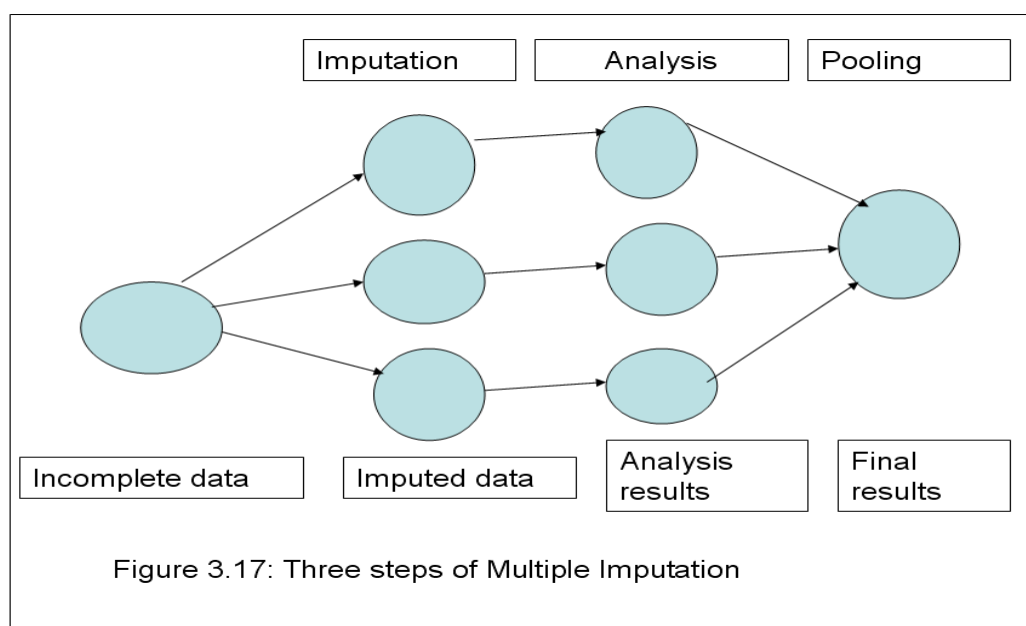 Imputation
Analysis
Pooling
Incomplete data
Imputed data
Analysis
results
Final
results
Figure 3.17: Three steps of Multiple Imputation